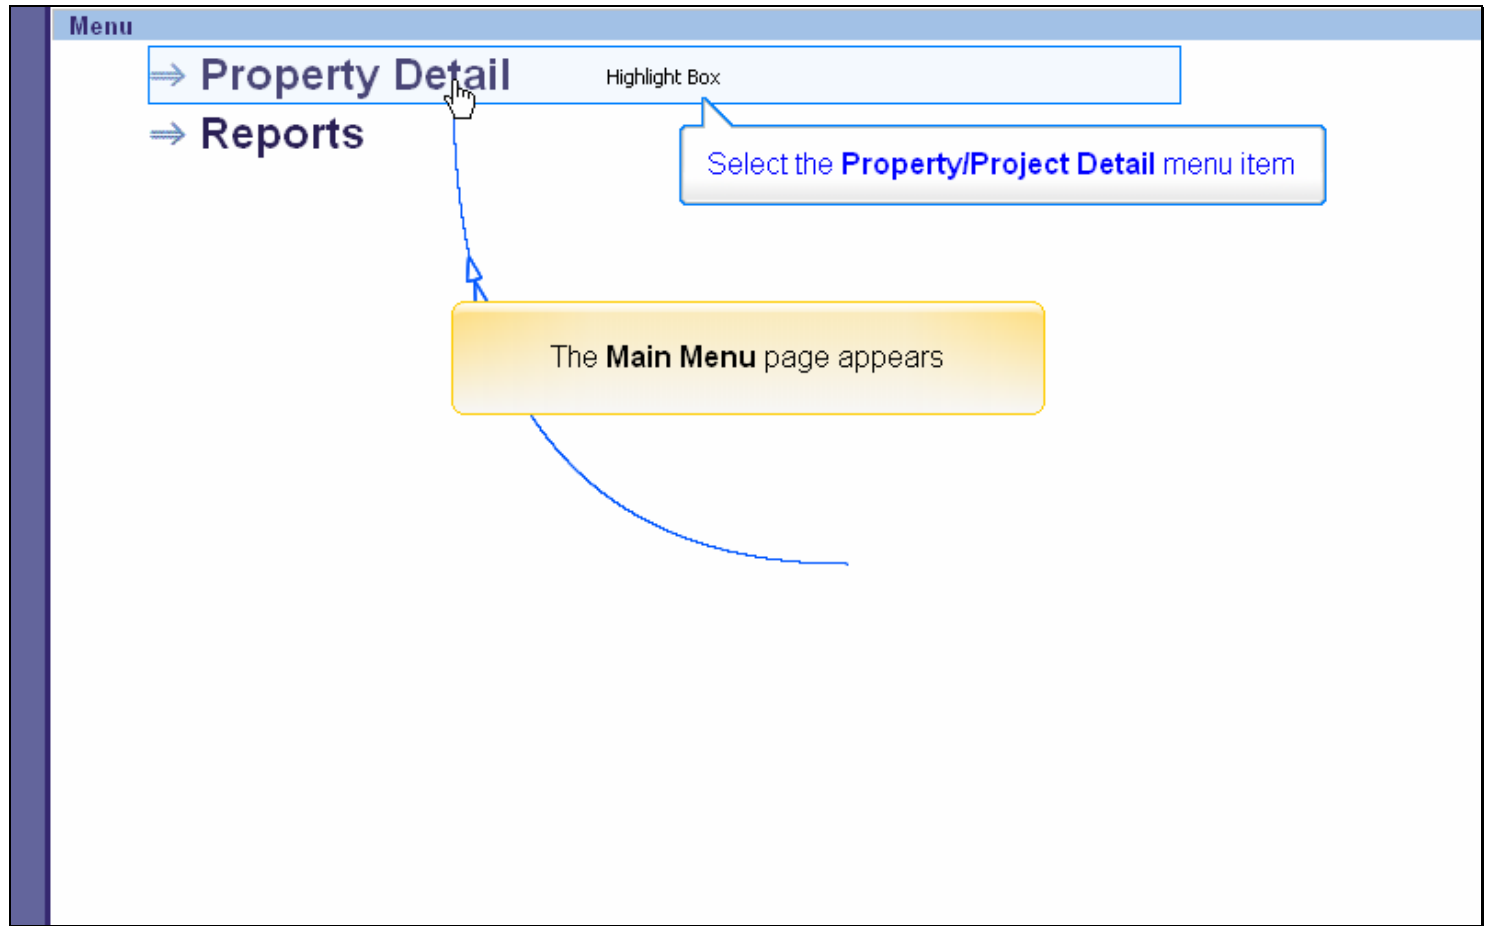 Menu
⇒ Property Detail
Highlight Box
⇒ Reports
Select the Property/Project Detail menu item
The Main Menu page appears